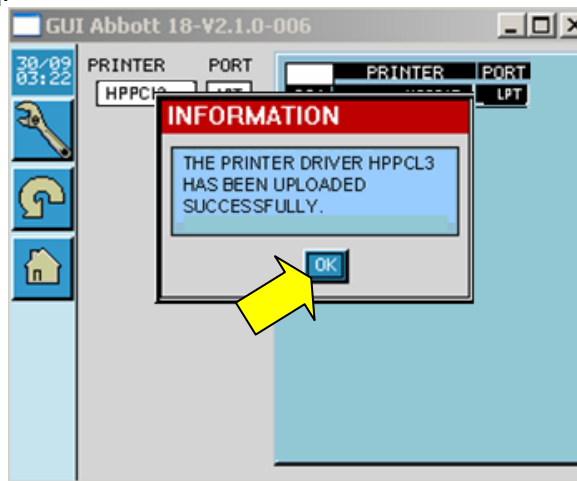 GUI Abbott 18-V2.1.0-006
30/09
03:22
PRINTER PORT
PRINTER PORT
LPT
INFORMATION
THE PRINTER DRIVER HPPCL3
HAS BEEN UPLOADED
SUCCESSFULLY.
OK